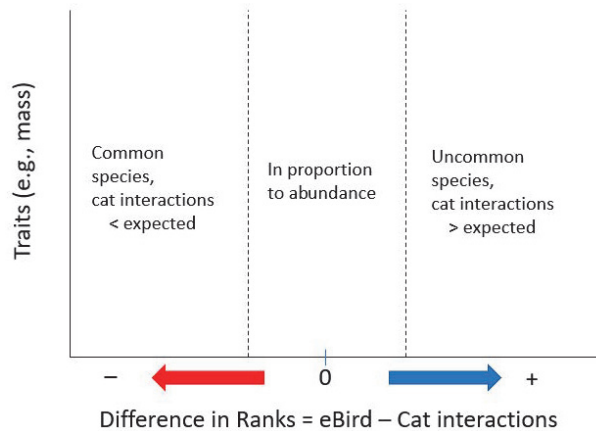 Traits (e.g., mass)
Common
species,
cat interactions
< expected
In proportion
to abundance
Uncommon
species,
cat interactions
> expected
− 0 +
Difference in Ranks = eBird – Cat interactions